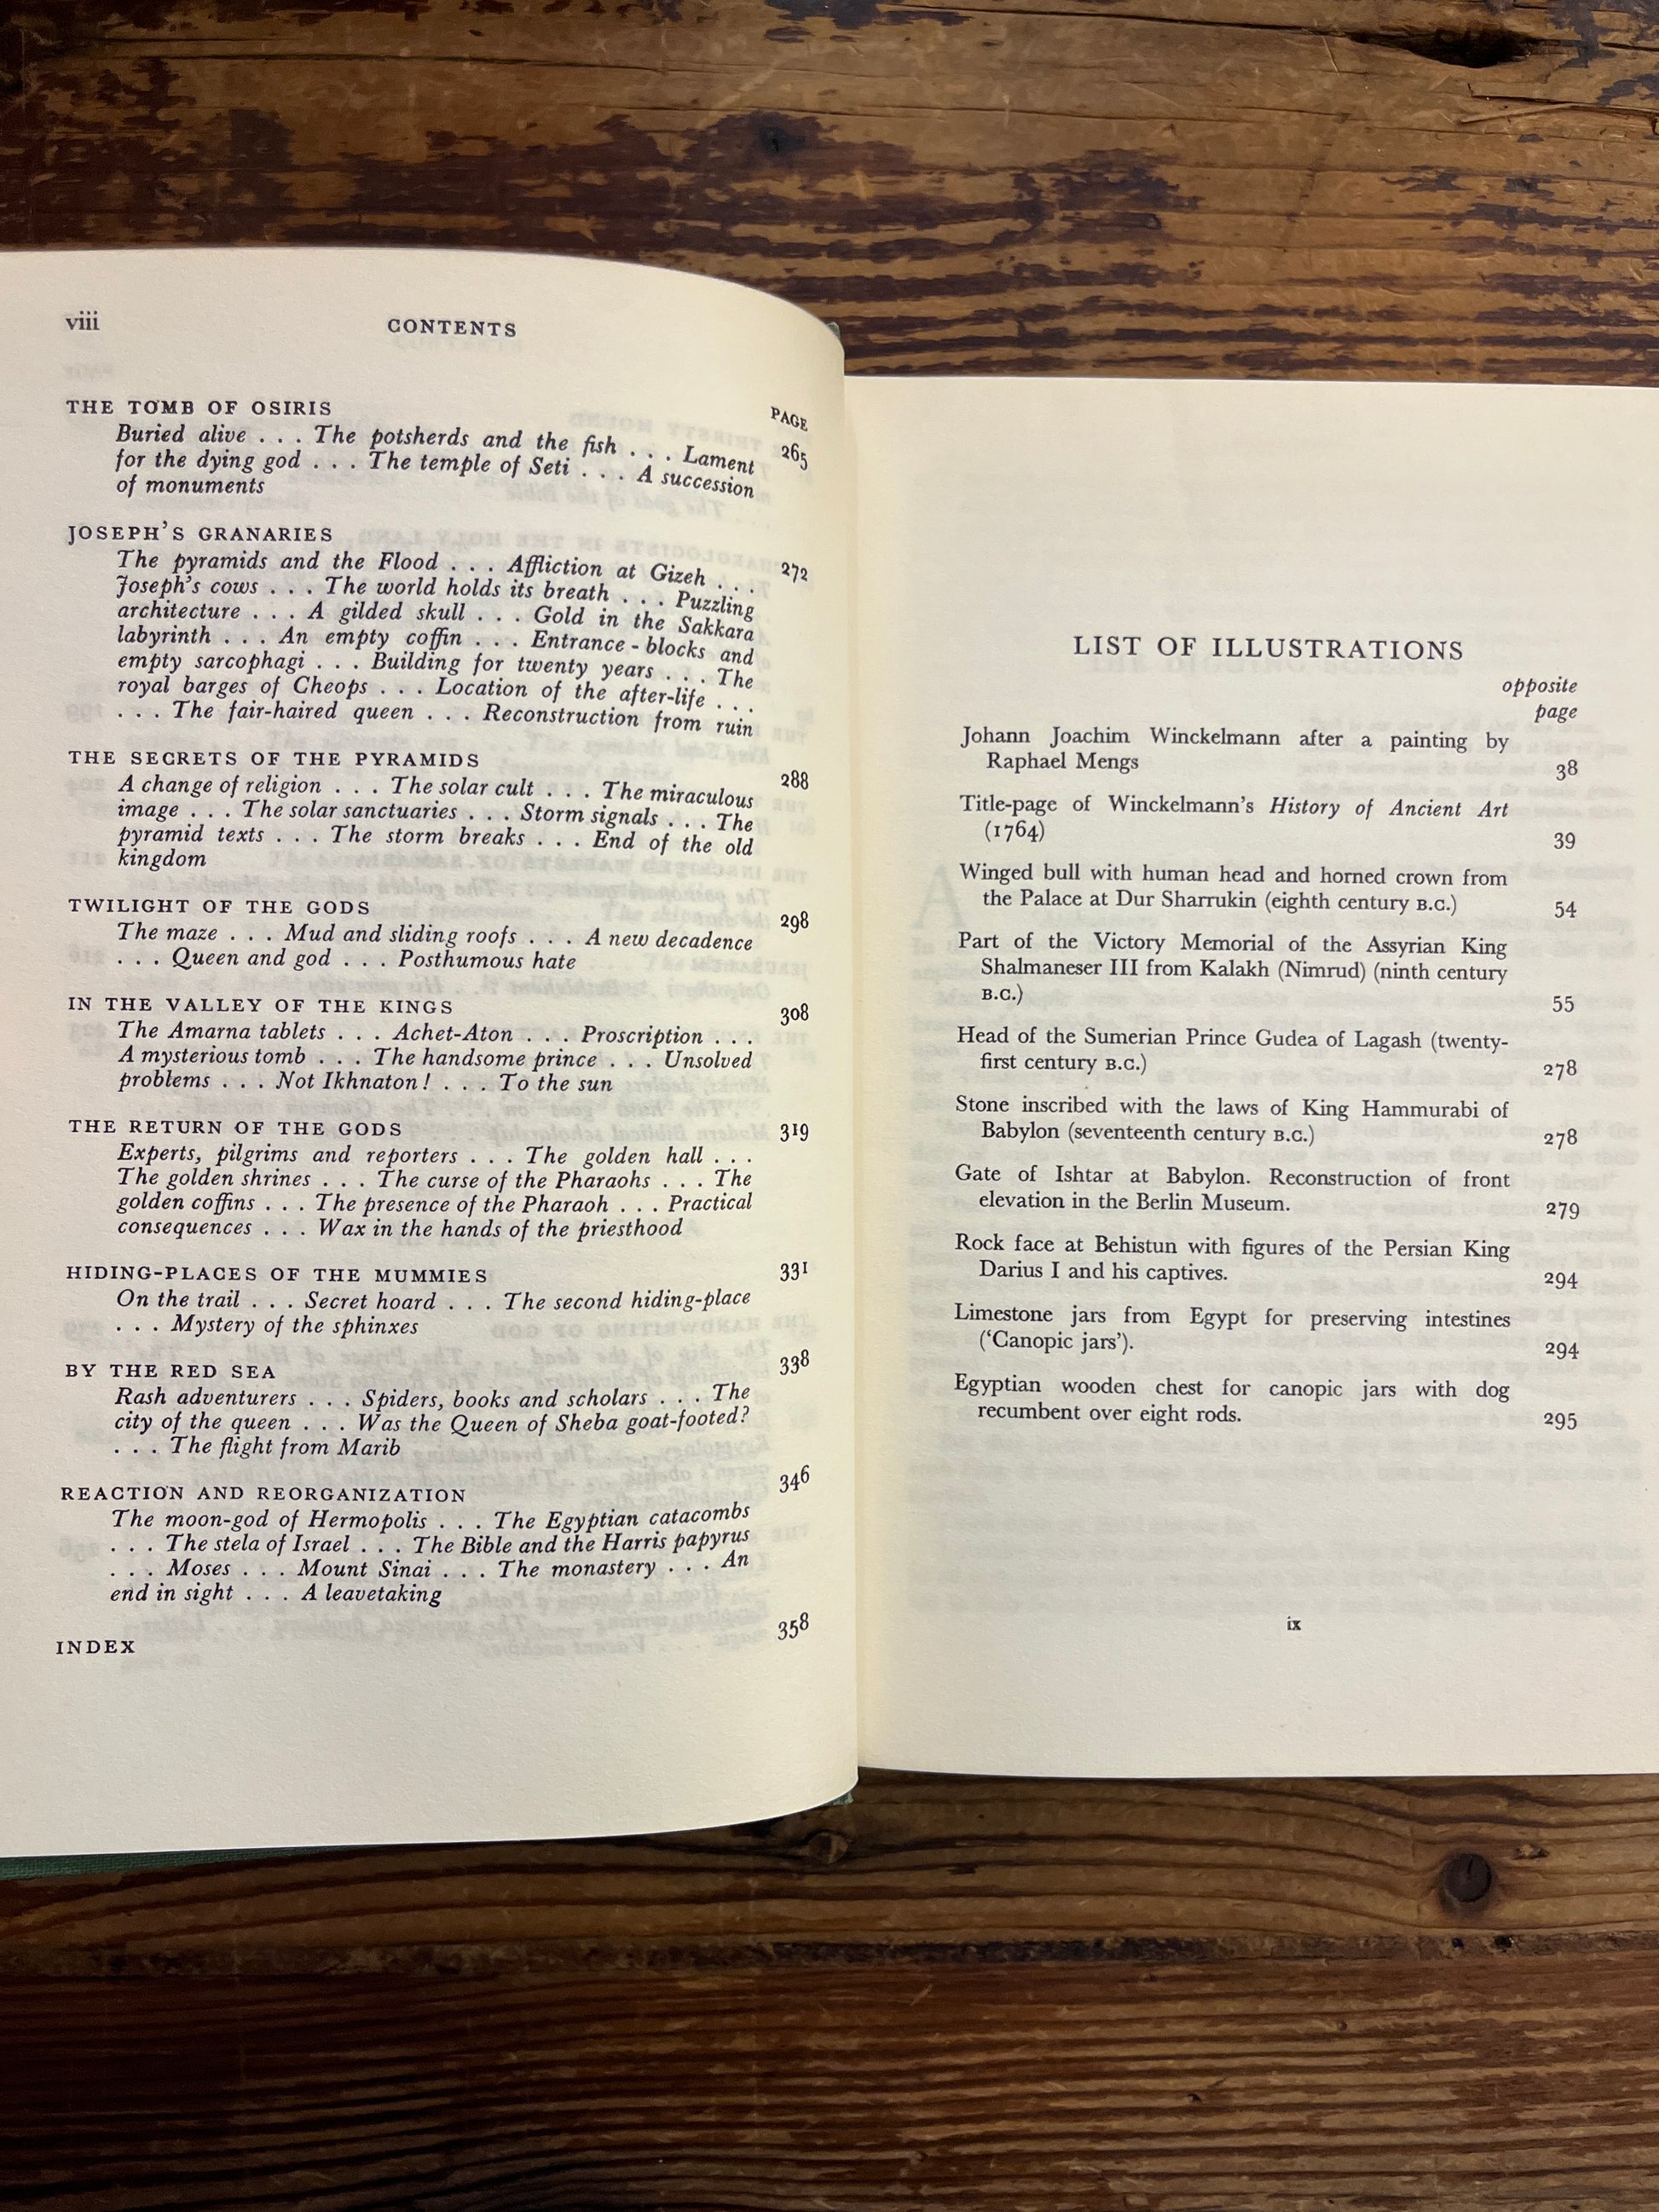 viii
CONTENTS
PAGE
THE TOMB OF OSIRIS
Buried alive . . . The potsherds and the fish . . . Lament 265
for the dying god . . . The temple of Seti . . . A succession
of monuments
JOSEPH'S GRANARIES
The pyramids and the Flood . . . Affliction at Gizeh . . . 272
Joseph's cows . . . The world holds its breath . . . Puzzling
architecture . . . A gilded skull . . . Gold in the Sakkara
labyrinth . . . An empty coffin . . . Entrance-blocks and
empty sarcophagi . . . Building for twenty years . . . The
royal barges of Cheops . . . Location of the after-life . . .
. . . The fair-haired queen . . . Reconstruction from ruin
THE SECRETS OF THE PYRAMIDS 288
A change of religion . . . The solar cult . . . The miraculous
image . . . The solar sanctuaries . . . Storm signals . . . The
pyramid texts . . . The storm breaks . . . End of the old
kingdom
TWILIGHT OF THE GODS 298
The maze . . . Mud and sliding roofs . . . A new decadence
. . . Queen and god . . . Posthumous hate
IN THE VALLEY OF THE KINGS 308
The Amarna tablets . . . Achet-Aton . . . Proscription . . .
A mysterious tomb . . . The handsome prince . . . Unsolved
problems . . . Not Ikhnaton! . . . To the sun
THE RETURN OF THE GODS 319
Experts, pilgrims and reporters . . . The golden hall . . .
The golden shrines . . . The curse of the Pharaohs . . . The
golden coffins . . . The presence of the Pharaoh . . . Practical
consequences . . . Wax in the hands of the priesthood
HIDING-PLACES OF THE MUMMIES 331
On the trail . . . Secret hoard . . . The second hiding-place
. . . Mystery of the sphinxes
BY THE RED SEA 338
Rash adventurers . . . Spiders, books and scholars . . . The
city of the queen . . . Was the Queen of Sheba goat-footed?
. . . The flight from Marib
REACTION AND REORGANIZATION 346
The moon-god of Hermopolis . . . The Egyptian catacombs
. . . The stela of Israel . . . The Bible and the Harris papyrus
. . . Moses . . . Mount Sinai . . . The monastery . . . An
end in sight . . . A leavetaking
INDEX 358
LIST OF ILLUSTRATIONS
opposite
page
Johann Joachim Winckelmann after a painting by
Raphael Mengs 38
Title-page of Winckelmann's History of Ancient Art
(1764) 39
Winged bull with human head and horned crown from
the Palace at Dur Sharrukin (eighth century B.C.) 54
Part of the Victory Memorial of the Assyrian King
Shalmaneser III from Kalakh (Nimrud) (ninth century
B.C.) 55
Head of the Sumerian Prince Gudea of Lagash (twenty-
first century B.C.) 278
Stone inscribed with the laws of King Hammurabi of
Babylon (seventeenth century B.C.) 278
Gate of Ishtar at Babylon. Reconstruction of front
elevation in the Berlin Museum. 279
Rock face at Behistun with figures of the Persian King
Darius I and his captives. 294
Limestone jars from Egypt for preserving intestines
('Canopic jars'). 294
Egyptian wooden chest for canopic jars with dog
recumbent over eight rods. 295
ix